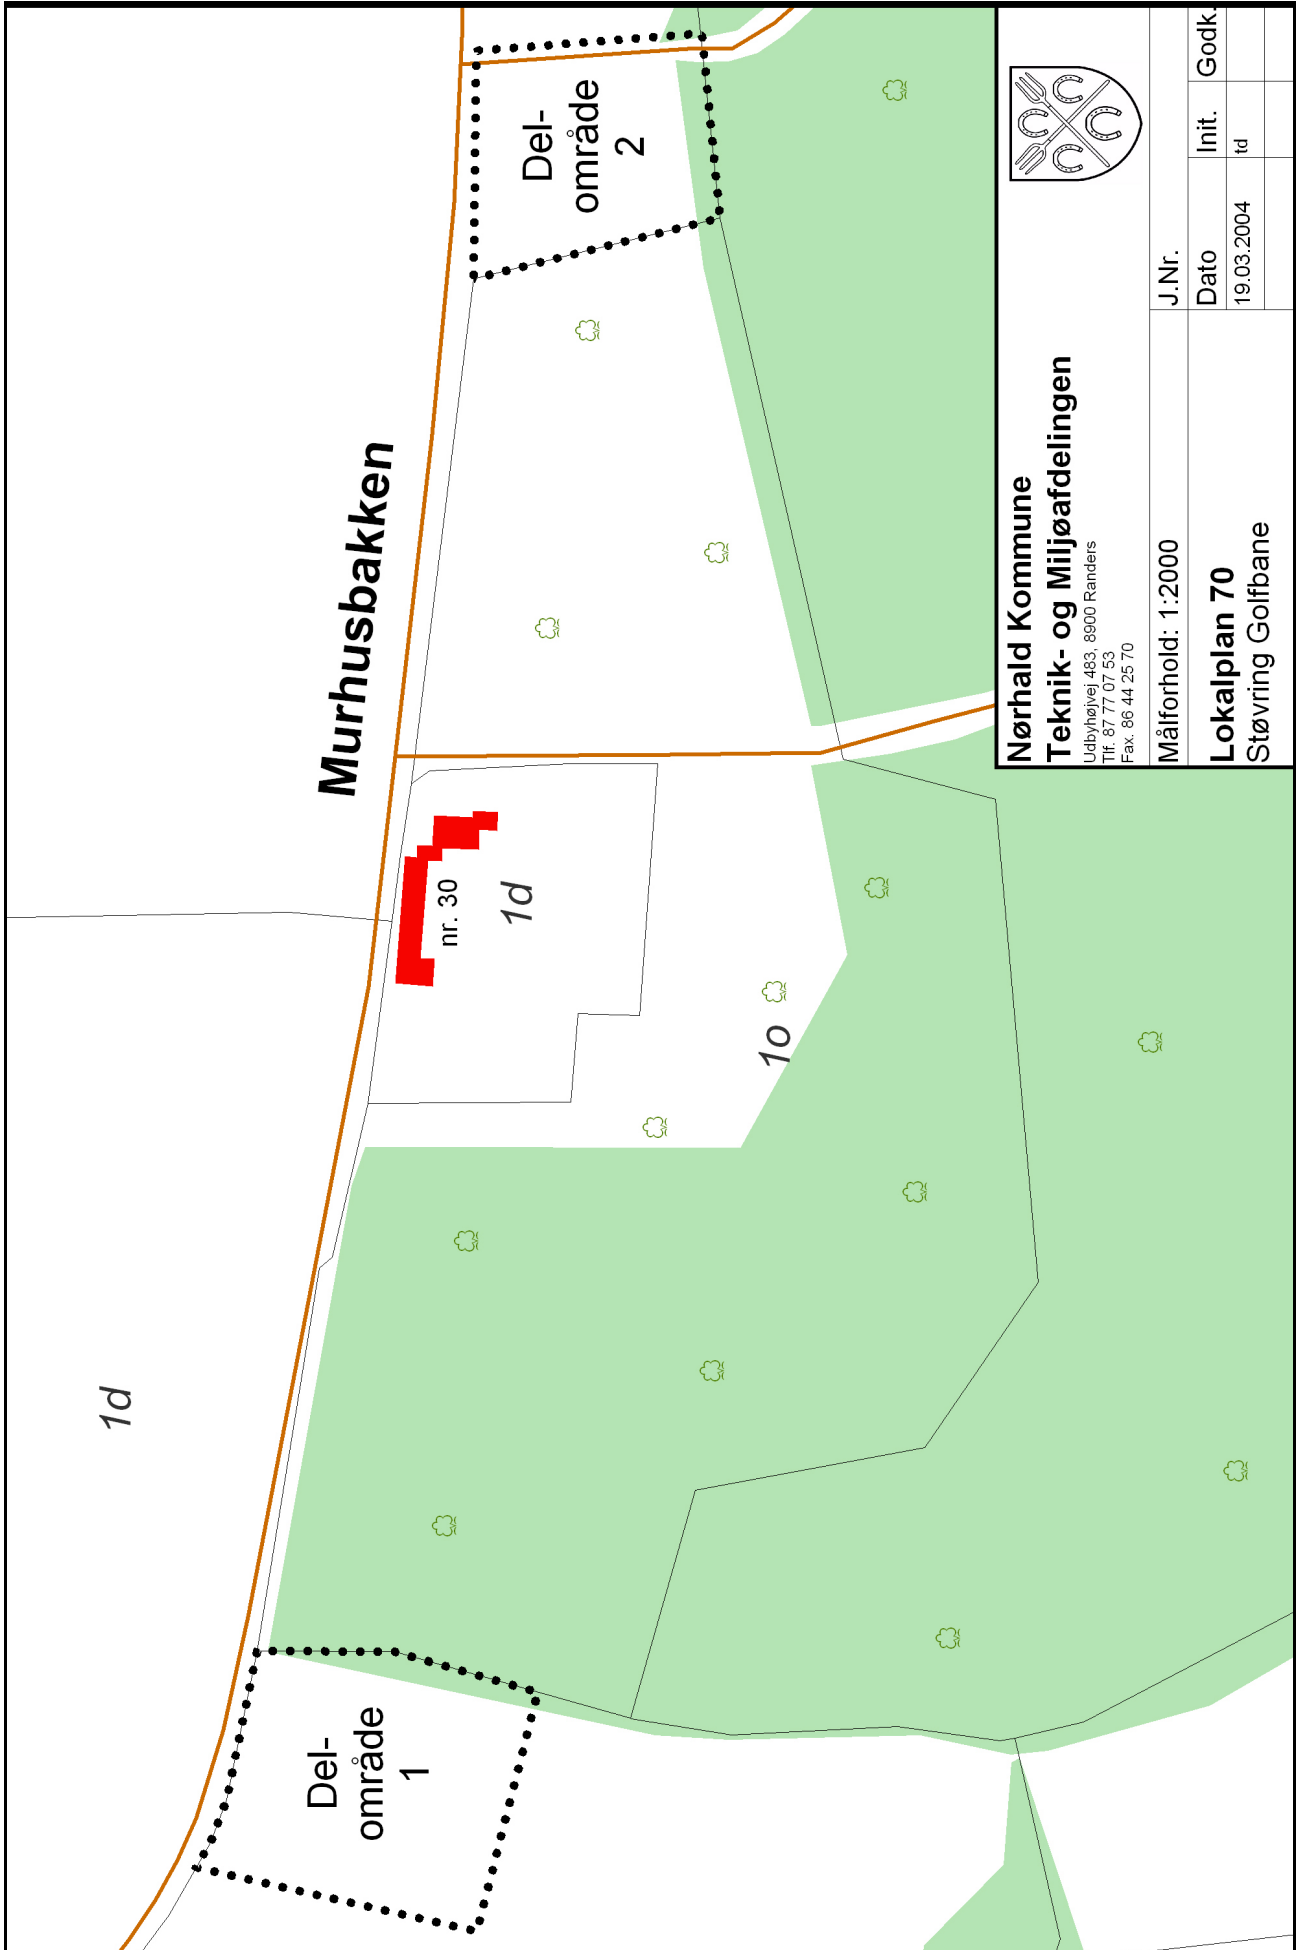 Murhusbakken
Del-
område
1
Del-
område
2
1d
nr. 30
1d
1o
Nørhald Kommune
Teknik- og Miljøafdelingen
Udbyhøjvej 483, 8900 Randers
Tlf. 87 77 07 53
Fax. 86 44 25 70
Målforhold: 1:2000
J.Nr.
Lokalplan 70
Støvring Golfbane
Dato Init. Godk.
19.03.2004 td